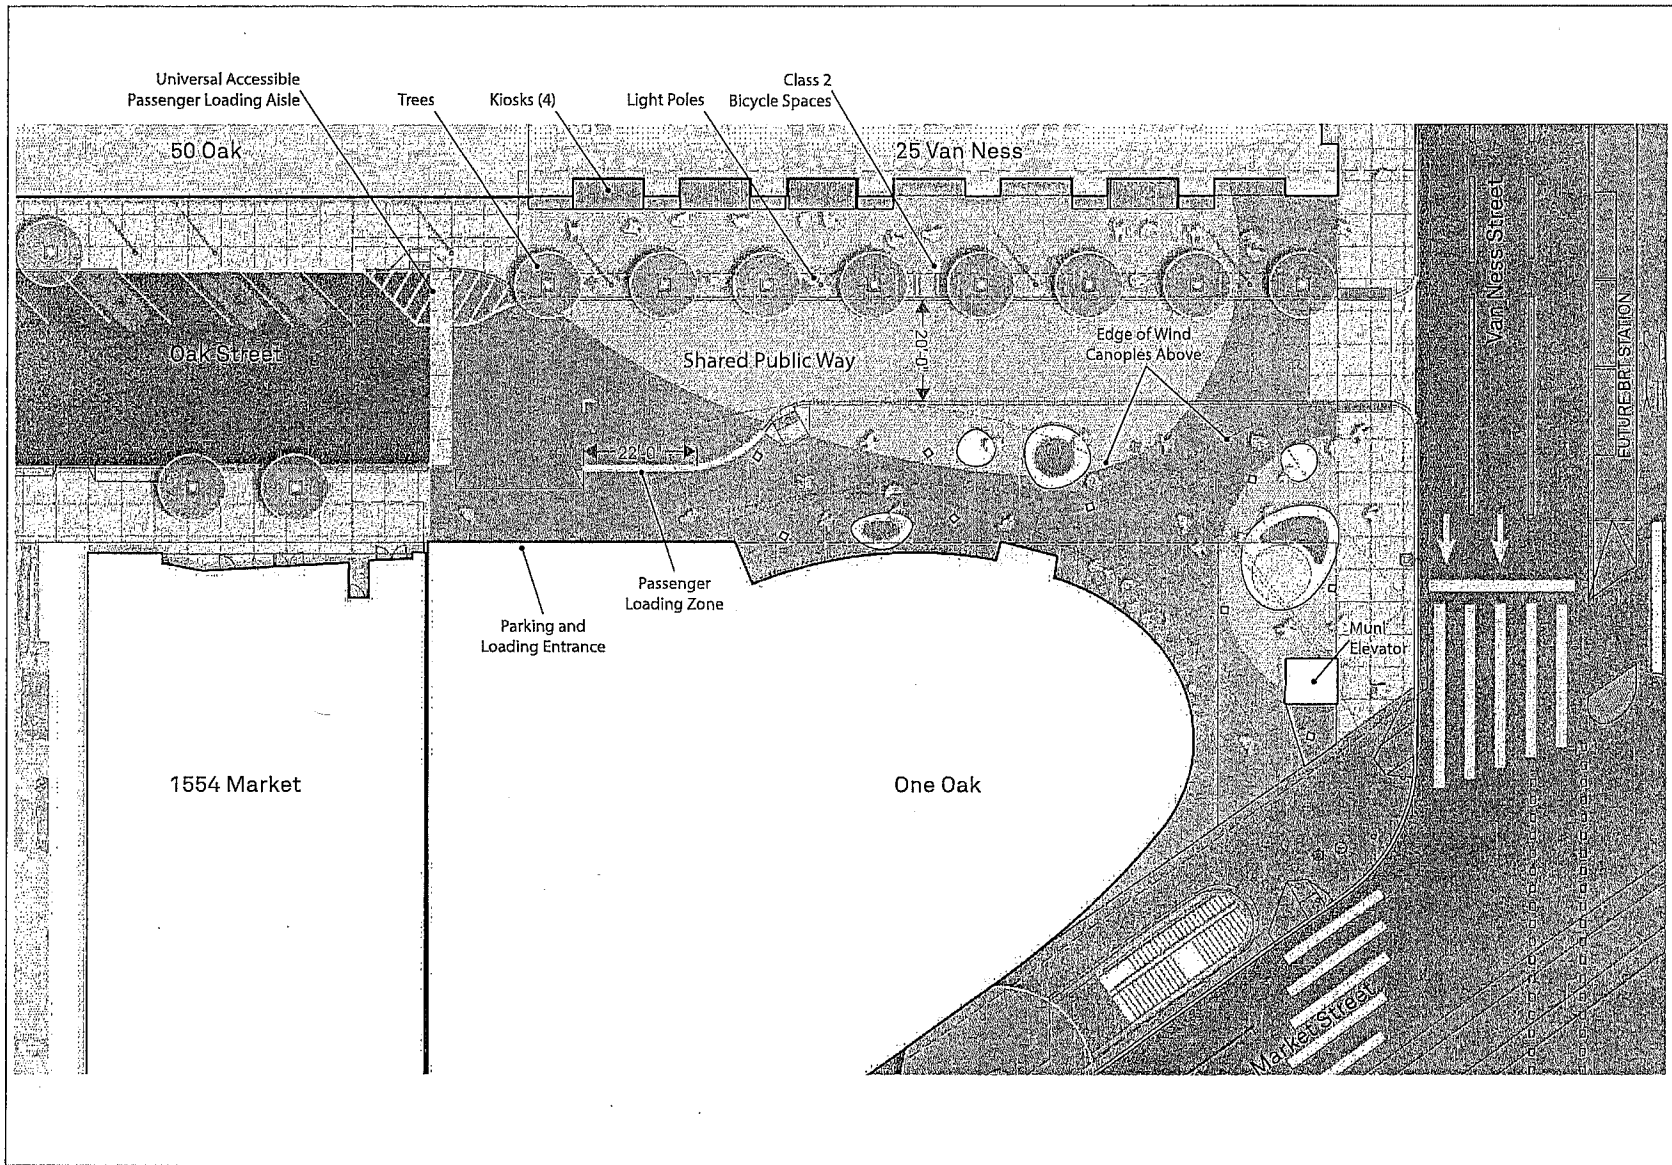 Universal Accessible
Passenger Loading Aisle
Trees
Kiosks (4)
Light Poles
Class 2
Bicycle Spaces
50 Oak
25 Van Ness
Van Ness Street
FUTURE BRT STATION
Oak Street
Shared Public Way
20'-0"
Edge of Wind
Canopies Above
22'-0"
Passenger
Loading Zone
Parking and
Loading Entrance
Muni
Elevator
1554 Market
One Oak
Market Street